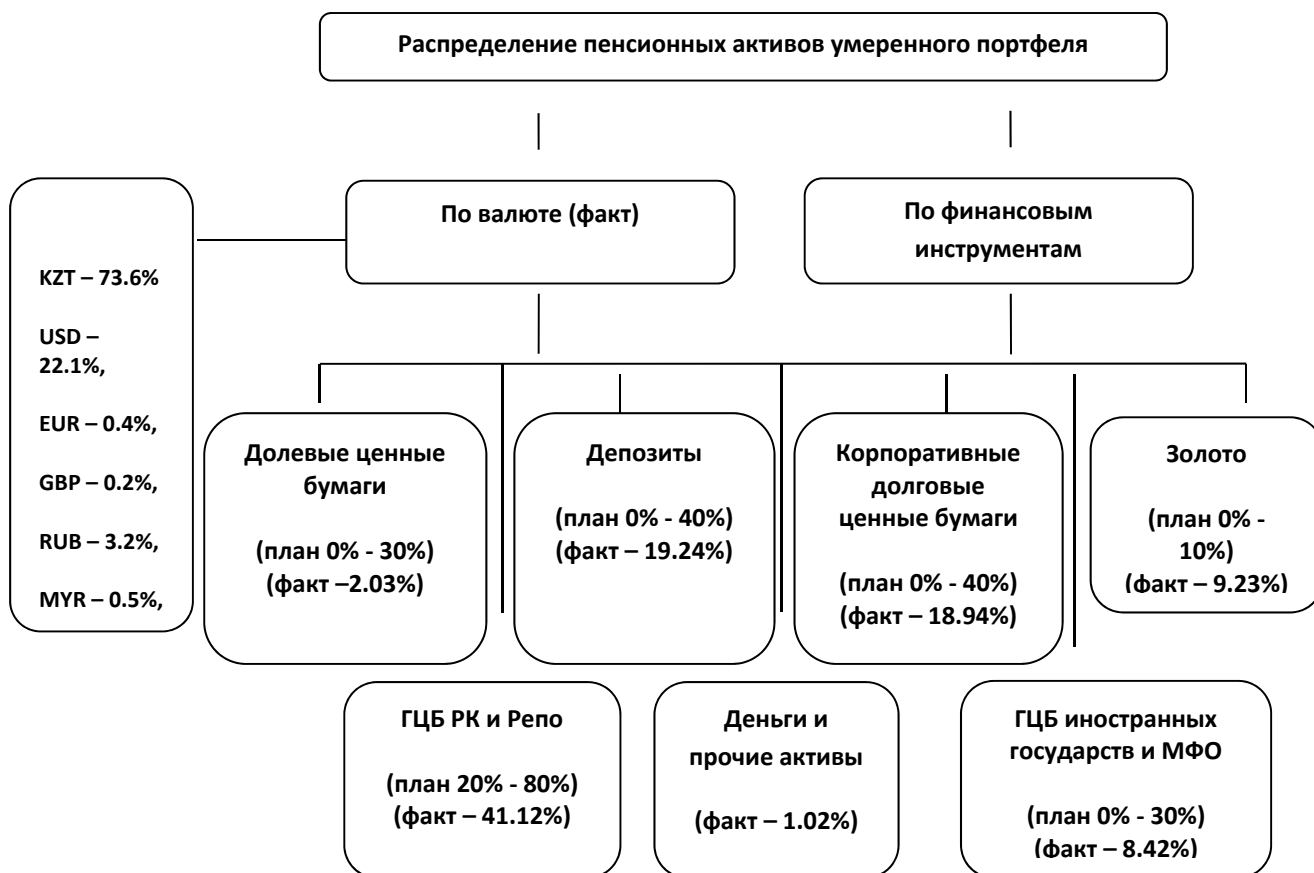 Распределение пенсионных активов умеренного портфеля
По валюте (факт)
По финансовым
инструментам
KZT – 73.6%
USD –
22.1%,
EUR – 0.4%,
GBP – 0.2%,
RUB – 3.2%,
MYR – 0.5%,
Долевые ценные
бумаги
(план 0% - 30%)
(факт –2.03%)
Депозиты
(план 0% - 40%)
(факт – 19.24%)
Корпоративные
долговые
ценные бумаги
(план 0% - 40%)
(факт – 18.94%)
Золото
(план 0% -
10%)
(факт – 9.23%)
ГЦБ РК и Репо
(план 20% - 80%)
(факт – 41.12%)
Деньги и
прочие активы
(факт – 1.02%)
ГЦБ иностранных
государств и МФО
(план 0% - 30%)
(факт – 8.42%)